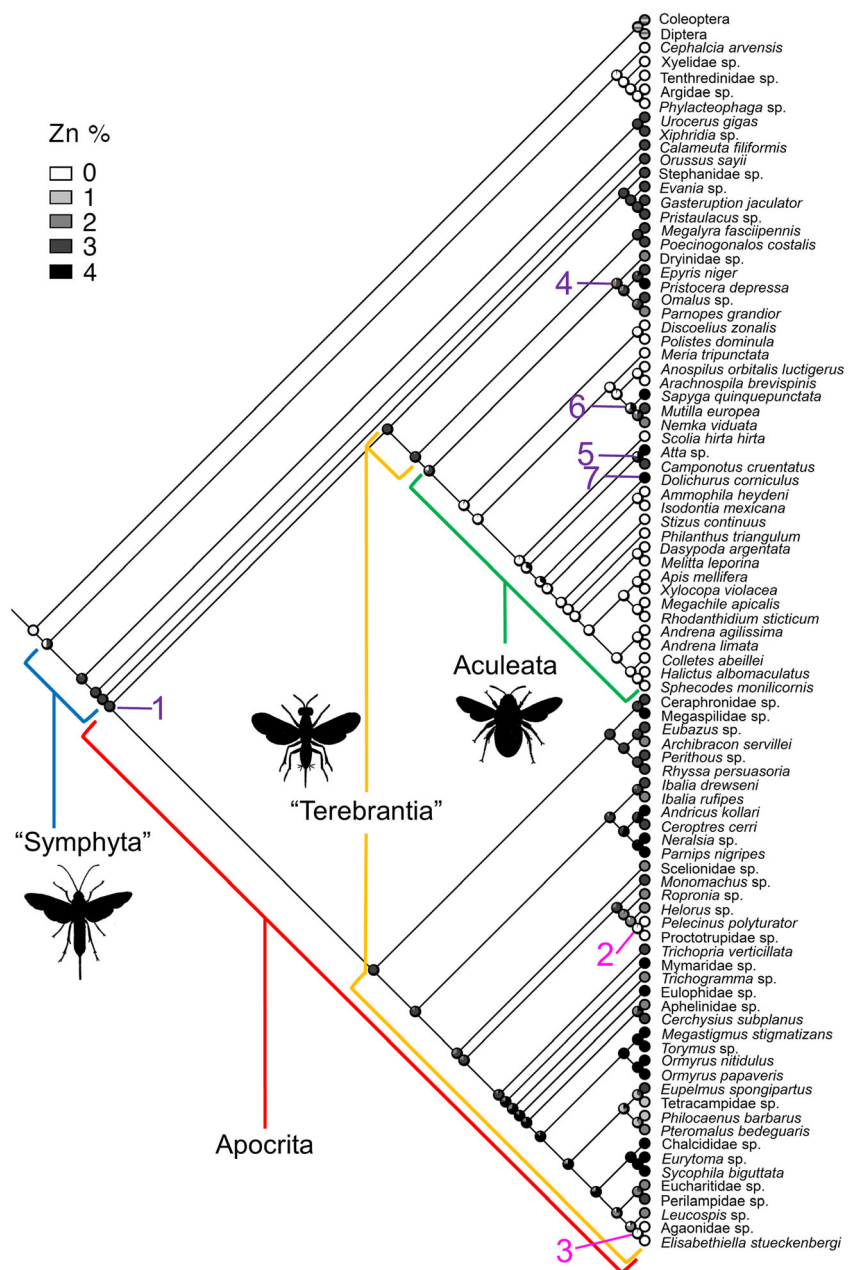 Zn %
0
1
2
3
4
Coleoptera
Diptera
Cephalcia arvensis
Xyelidae sp.
Tenthredinidae sp.
Argidae sp.
Phylacteophaga sp.
Urocerus gigas
Xiphridia sp.
Calameuta filiformis
Orussus sayii
Stephanidae sp.
Evania sp.
Gasteruption jaculator
Pristaulacus sp.
Megalyra fasciipennis
Poecinogonalos costalis
Dryinidae sp.
Epyris niger
4
Pristocera depressa
Omalus sp.
Parnopes grandior
Discoelius zonalis
Polistes dominula
Meria tripunctata
Anospilus orbitalis luctigerus
Arachnospila brevispinis
Sapyga quinquepunctata
6
Mutilla europea
Nemka viduata
Scolia hirta hirta
5
Atta sp.
Camponotus cruentatus
7
Dolichurus corniculus
Ammophila heydeni
Isodontia mexicana
Stizus continuus
Philanthus triangulum
Dasypoda argentata
Melitta leporina
Apis mellifera
Xylocopa violacea
Megachile apicalis
Rhodanthidium sticticum
Andrena agilissima
Andrena limata
Colletes abeillei
Halictus albomaculatus
Sphecodes monilicornis
Aculeata
1
Ceraphronidae sp.
Megaspilidae sp.
Eubazus sp.
Archibracon servillei
Perithous sp.
Rhyssa persuasoria
Ibalia drewseni
Ibalia rufipes
Andricus kollari
Ceroptres cerri
Neralsia sp.
Parnips nigripes
"Terebrantia"
"Symphyta"
Scelionidae sp.
Monomachus sp.
Ropronia sp.
Helorus sp.
Pelecinus polyturator
Proctotrupidae sp.
2
Trichopria verticillata
Mymaridae sp.
Trichogramma sp.
Eulophidae sp.
Aphelinidae sp.
Cerchysius subplanus
Megastigmus stigmatizans
Torymus sp.
Ormyrus nitidulus
Ormyrus papaveris
Eupelmus spongipartus
Tetracampidae sp.
Philocaenus barbarus
Pteromalus bedeguaris
Apocrita
Chalcididae sp.
Eurytoma sp.
Sycophila biguttata
Eucharitidae sp.
Perilampidae sp.
Leucospis sp.
Agaonidae sp.
3
Elisabethiella stueckenbergi